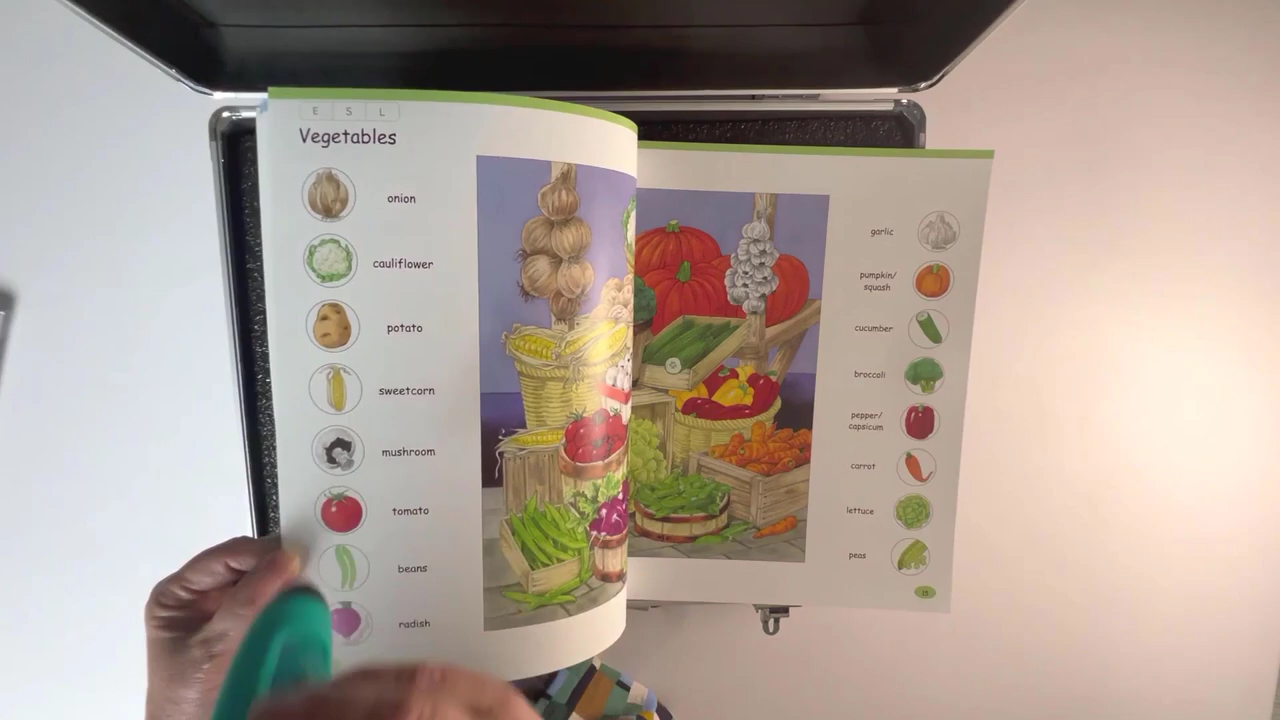 E S L
Vegetables
onion
cauliflower
potato
sweetcorn
mushroom
tomato
beans
radish
garlic
pumpkin/
squash
cucumber
broccoli
pepper/
capsicum
carrot
lettuce
peas